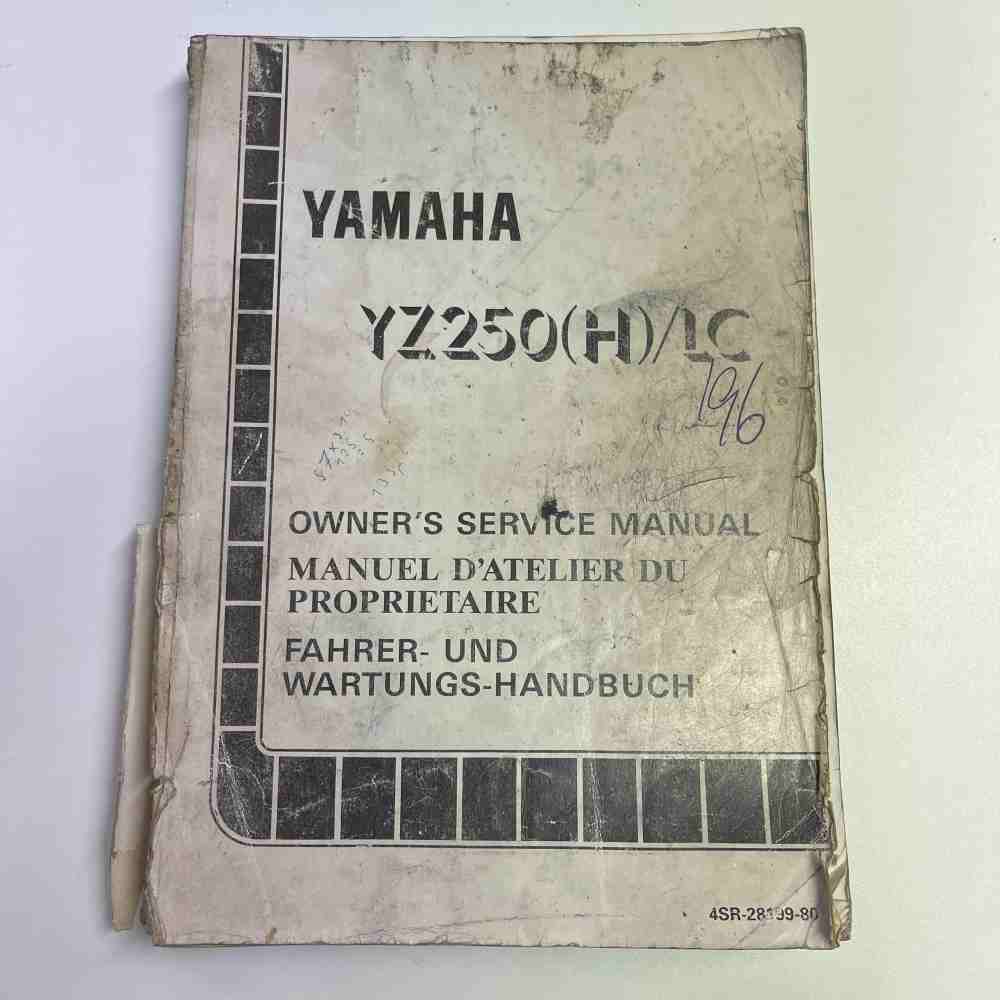 YAMAHA
YZ250(H)/LC
196
OWNER'S SERVICE MANUAL
MANUEL D'ATELIER DU
PROPRIETAIRE
FAHRER- UND
WARTUNGS-HANDBUCH
4SR-28199-80